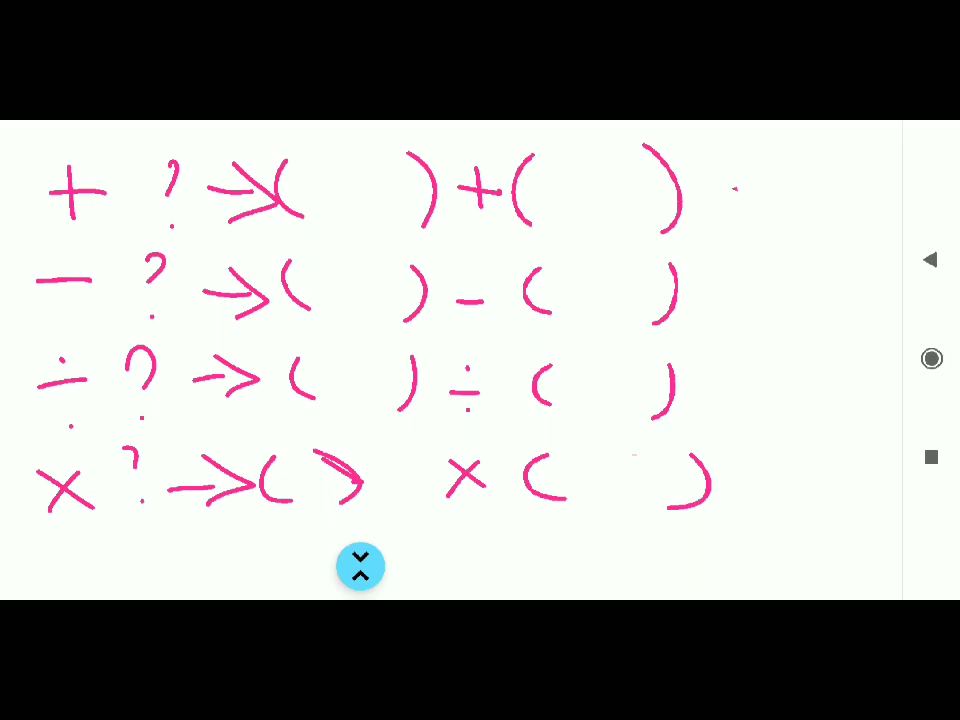 + ? → ( ) + ( )
− ? → ( ) − ( )
÷ ? → ( ) ÷ ( )
× ? → ( ) × ( )